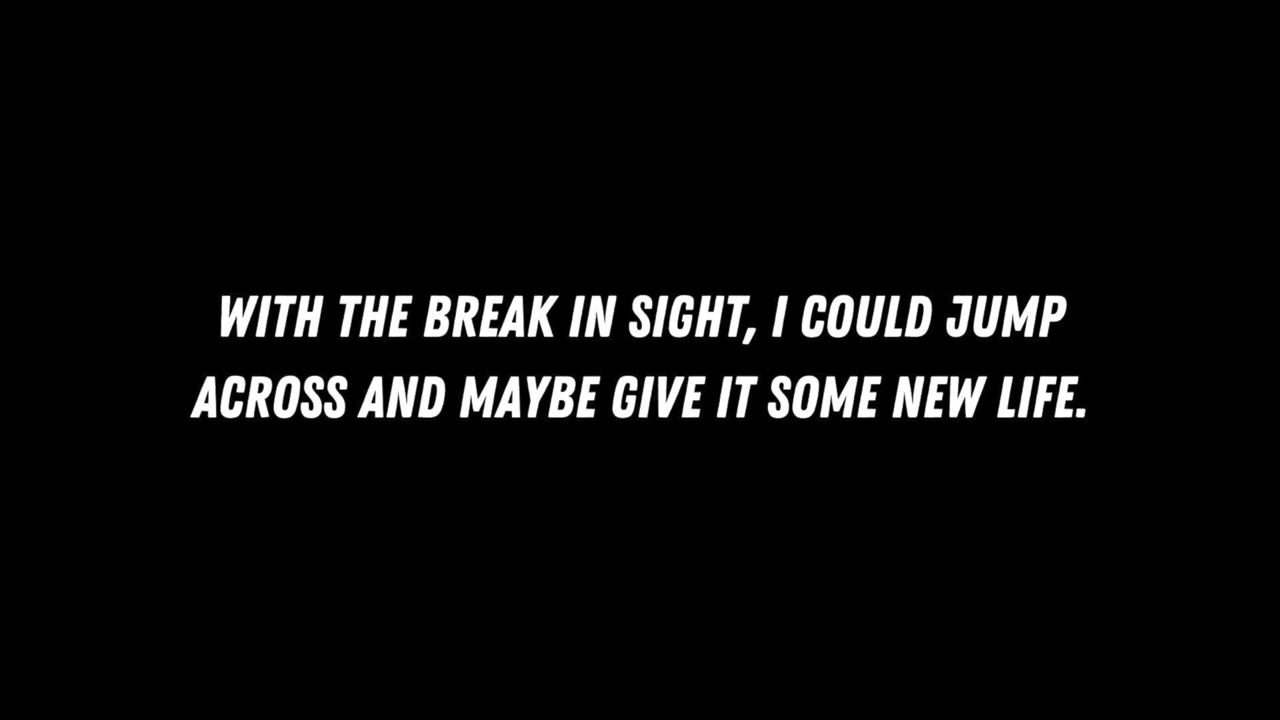 WITH THE BREAK IN SIGHT, I COULD JUMP
ACROSS AND MAYBE GIVE IT SOME NEW LIFE.